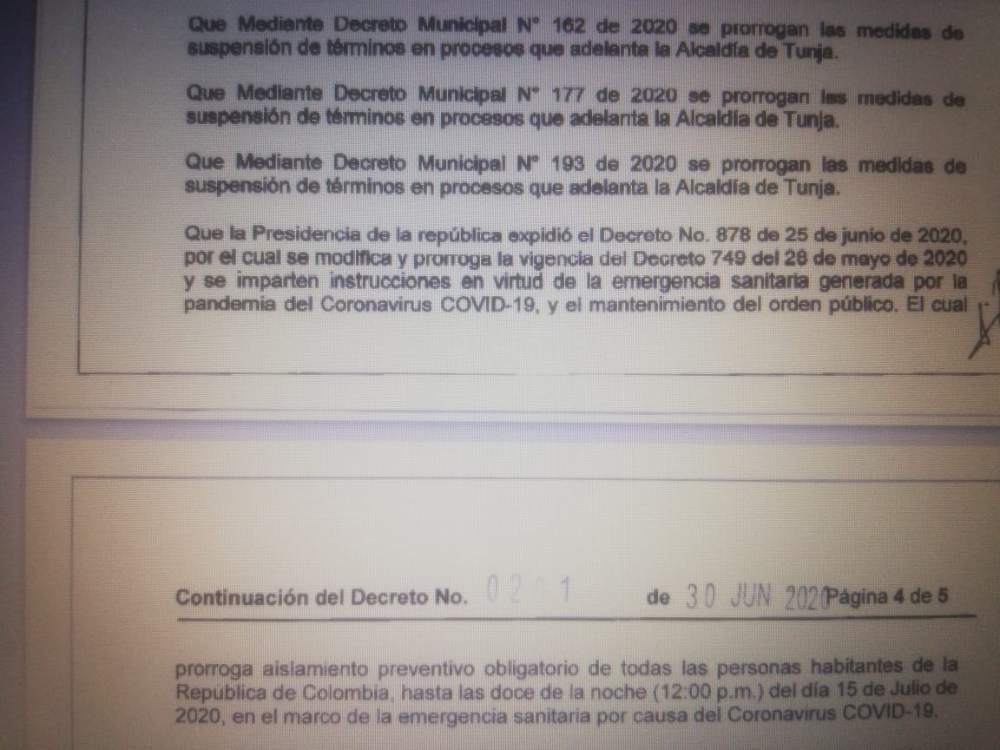 Que Mediante Decreto Municipal N° 162 de 2020 se prorrogan las medidas de
suspensión de términos en procesos que adelanta la Alcaldía de Tunja.
Que Mediante Decreto Municipal N° 177 de 2020 se prorrogan las medidas de
suspensión de términos en procesos que adelanta la Alcaldía de Tunja.
Que Mediante Decreto Municipal N° 193 de 2020 se prorrogan las medidas de
suspensión de términos en procesos que adelanta la Alcaldía de Tunja.
Que la Presidencia de la república expidió el Decreto No. 878 de 25 de junio de 2020,
por el cual se modifica y prorroga la vigencia del Decreto 749 del 28 de mayo de 2020
y se imparten instrucciones en virtud de la emergencia sanitaria generada por la
pandemia del Coronavirus COVID-19, y el mantenimiento del orden público. El cual
Continuación del Decreto No. de 30 JUN 2020 Página 4 de 5
prorroga aislamiento preventivo obligatorio de todas las personas habitantes de la
República de Colombia, hasta las doce de la noche (12:00 p.m.) del día 15 de Julio de
2020, en el marco de la emergencia sanitaria por causa del Coronavirus COVID-19.